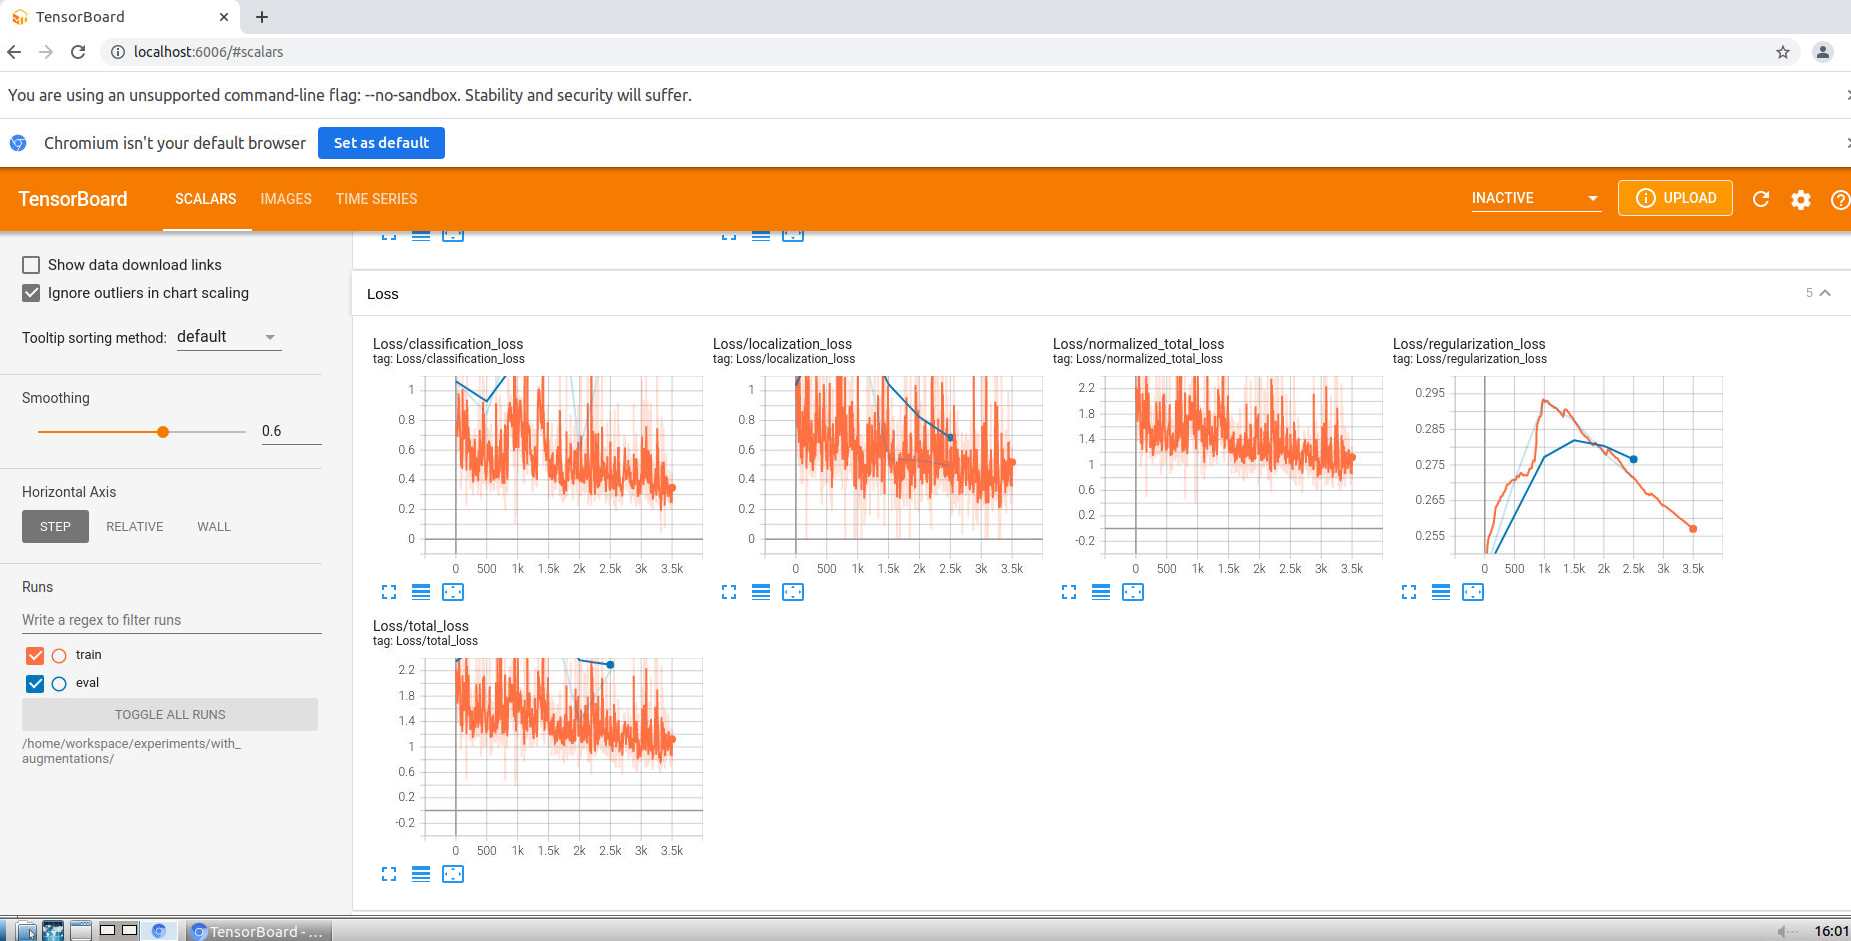 TensorBoard
localhost:6006/#scalars
You are using an unsupported command-line flag: --no-sandbox. Stability and security will suffer.
Chromium isn't your default browser Set as default
TensorBoard SCALARS IMAGES TIME SERIES INACTIVE UPLOAD
Show data download links
Ignore outliers in chart scaling
Tooltip sorting method: default
Smoothing
0.6
Horizontal Axis
STEP RELATIVE WALL
Runs
Write a regex to filter runs
train
eval
TOGGLE ALL RUNS
/home/workspace/experiments/with_
augmentations/
Loss 5
Loss/classification_loss
tag: Loss/classification_loss
1
0.8
0.6
0.4
0.2
0
0 500 1k 1.5k 2k 2.5k 3k 3.5k
Loss/localization_loss
tag: Loss/localization_loss
1
0.8
0.6
0.4
0.2
0
0 500 1k 1.5k 2k 2.5k 3k 3.5k
Loss/normalized_total_loss
tag: Loss/normalized_total_loss
2.2
1.8
1.4
1
0.6
0.2
-0.2
0 500 1k 1.5k 2k 2.5k 3k 3.5k
Loss/regularization_loss
tag: Loss/regularization_loss
0.295
0.285
0.275
0.265
0.255
0 500 1k 1.5k 2k 2.5k 3k 3.5k
Loss/total_loss
tag: Loss/total_loss
2.2
1.8
1.4
1
0.6
0.2
-0.2
0 500 1k 1.5k 2k 2.5k 3k 3.5k
TensorBoard - ... 16:01